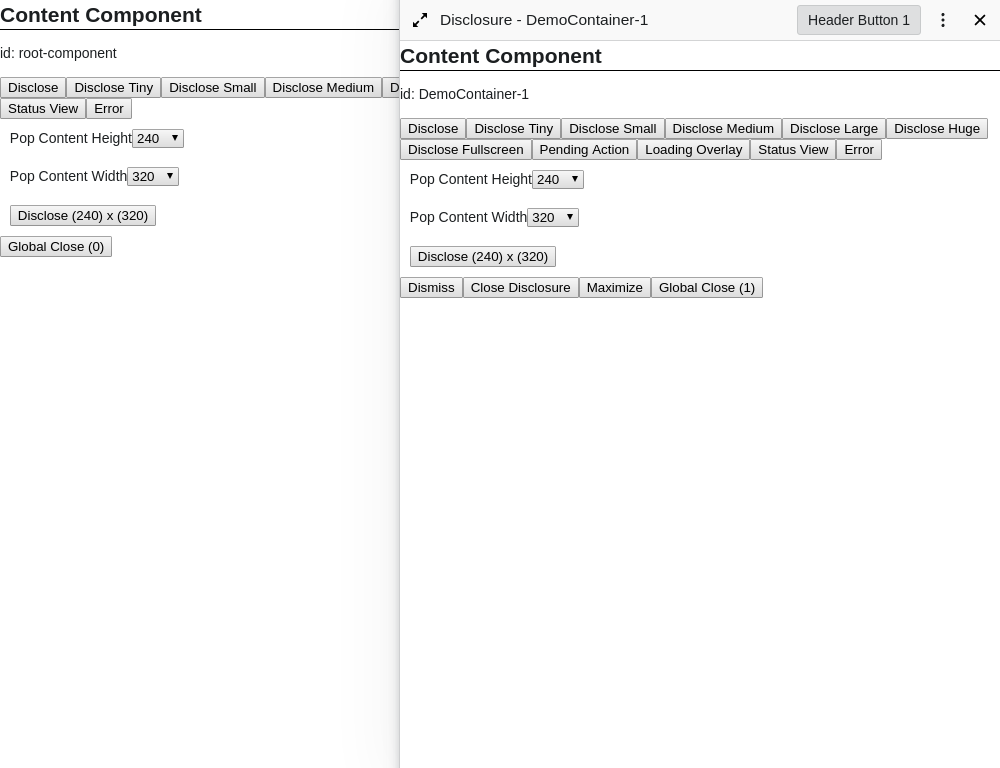 Content Component
id: root-component
Disclose Disclose Tiny Disclose Small Disclose Medium
Status View Error
Pop Content Height 240
Pop Content Width 320
Disclose (240) x (320)
Global Close (0)
Disclosure - DemoContainer-1 Header Button 1
Content Component
id: DemoContainer-1
Disclose Disclose Tiny Disclose Small Disclose Medium Disclose Large Disclose Huge
Disclose Fullscreen Pending Action Loading Overlay Status View Error
Pop Content Height 240
Pop Content Width 320
Disclose (240) x (320)
Dismiss Close Disclosure Maximize Global Close (1)